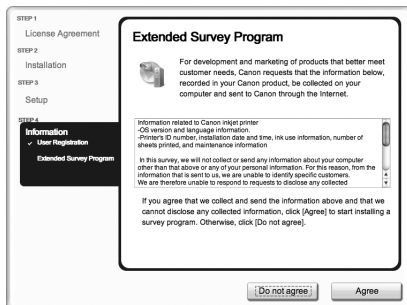 STEP 1
License Agreement
STEP 2
Installation
STEP 3
Setup
STEP 4
Information
User Registration
Extended Survey Program
Extended Survey Program
For development and marketing of products that better meet
customer needs, Canon requests that the information below,
recorded in your Canon product, be collected on your
computer and sent to Canon through the Internet.
Information related to Canon inkjet printer
-OS version and language information.
-Printer's ID number, installation date and time, ink use information, number of
sheets printed, and maintenance information
In this survey, we will not collect or send any information about your computer
other than that above or any of your personal information. For this reason, from the
information that is sent to us, we are unable to identify specific customers.
We are therefore unable to respond to requests to disclose any collected
If you agree that we collect and send the information above and that we
cannot disclose any collected information, click [Agree] to start installing a
survey program. Otherwise, click [Do not agree].
Do not agree
Agree